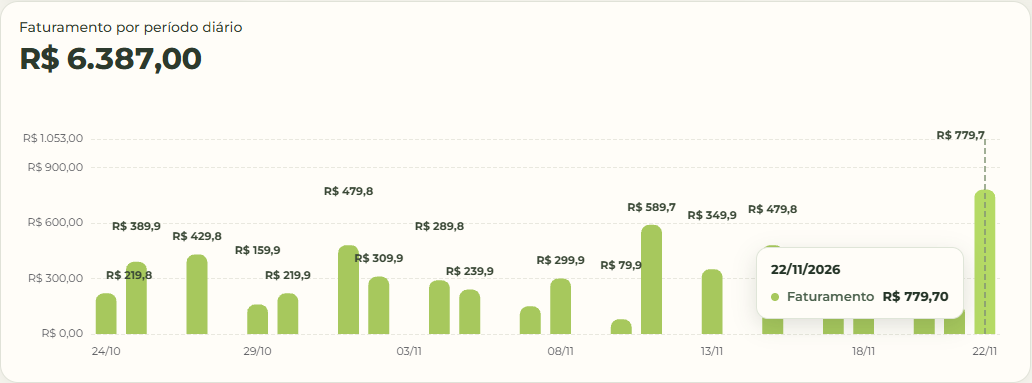 Faturamento por período diário
R$ 6.387,00
R$ 1.053,00
R$ 779,7
R$ 900,00
R$ 479,8
R$ 589,7
R$ 349,9
R$ 479,8
R$ 600,00
R$ 389,9
R$ 429,8
R$ 289,8
R$ 159,9
R$ 309,9
R$ 299,9
R$ 79,9
R$ 300,00
R$ 219,8
R$ 219,9
R$ 239,9
22/11/2026
Faturamento R$ 779,70
R$ 0,00
24/10 29/10 03/11 08/11 13/11 18/11 22/11